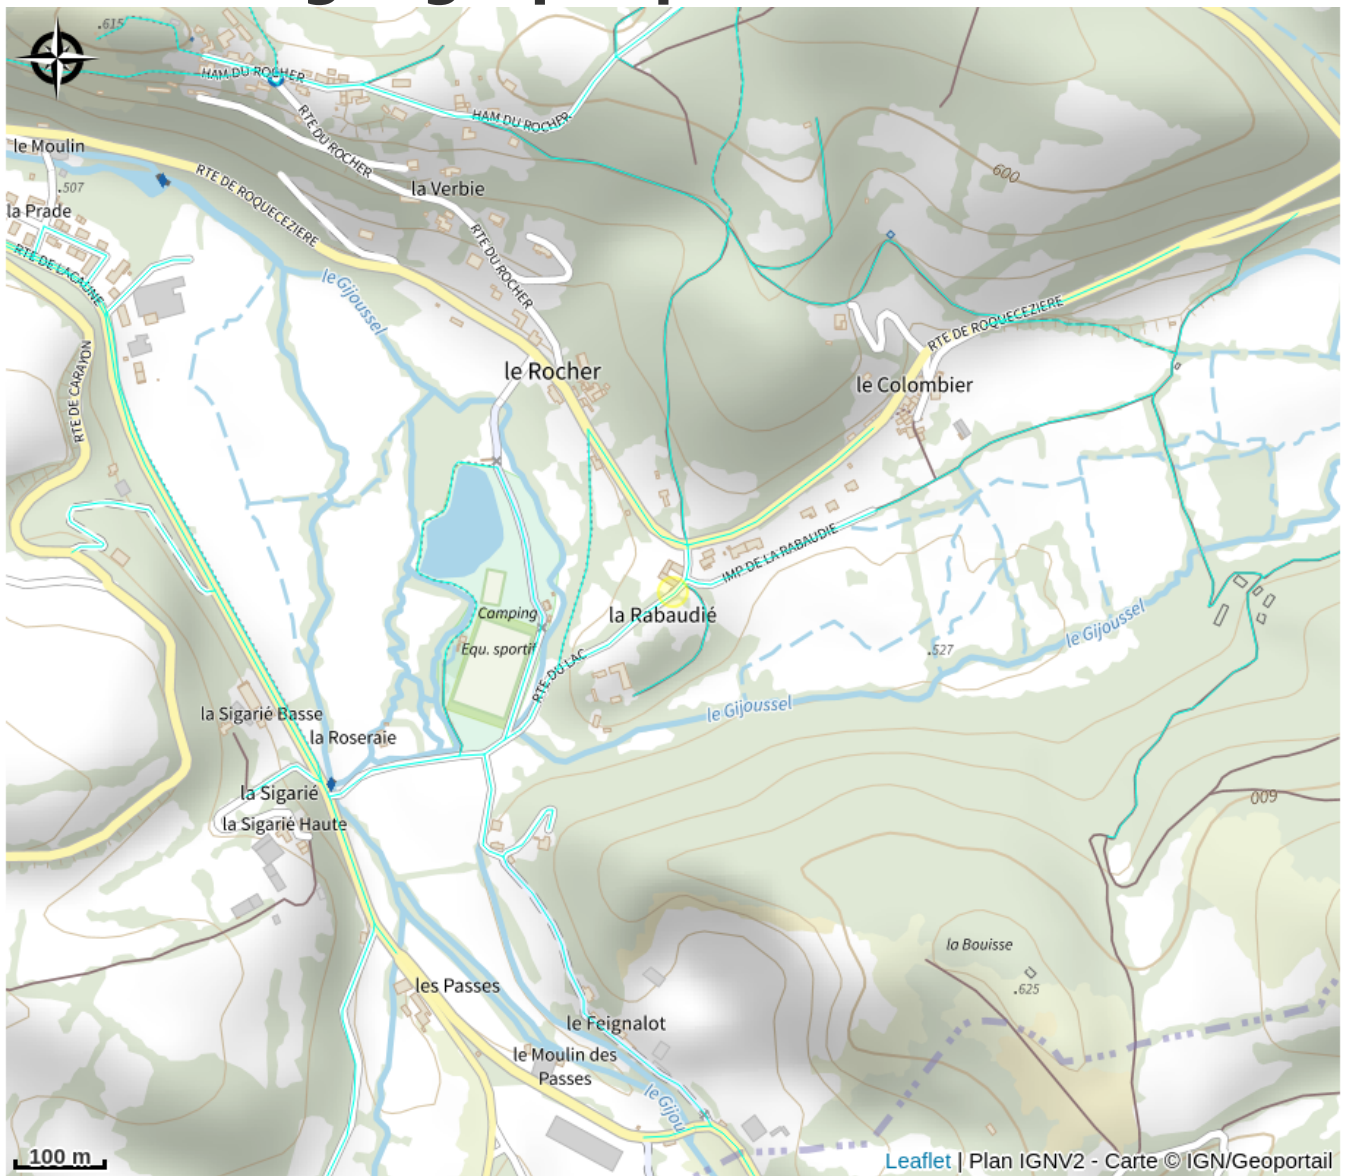 .615
HAM DU ROCHER
HAM DU ROCHER
RTE DU ROCHER
le Moulin
.507
RTE DE ROQUECEZIERE
la Verbie
600
la Prade
RTE DE LACAUNE
RTE DU ROCHER
le Gijoussel
RTE DE ROQUECEZIERE
RTE DE CARAYON
le Rocher
le Colombier
IMP DE LA RABAUDIE
Camping
la Rabaudié
Equ. sportif
le Gijoussel
.527
RTE DU LAC
le Gijoussel
la Sigarié Basse
la Roseraie
la Sigarié
la Sigarié Haute
600
la Bouisse
.625
les Passes
le Feignalot
le Moulin des
Passes
le Gijou
100 m
Leaflet | Plan IGNV2 - Carte © IGN/Geoportail